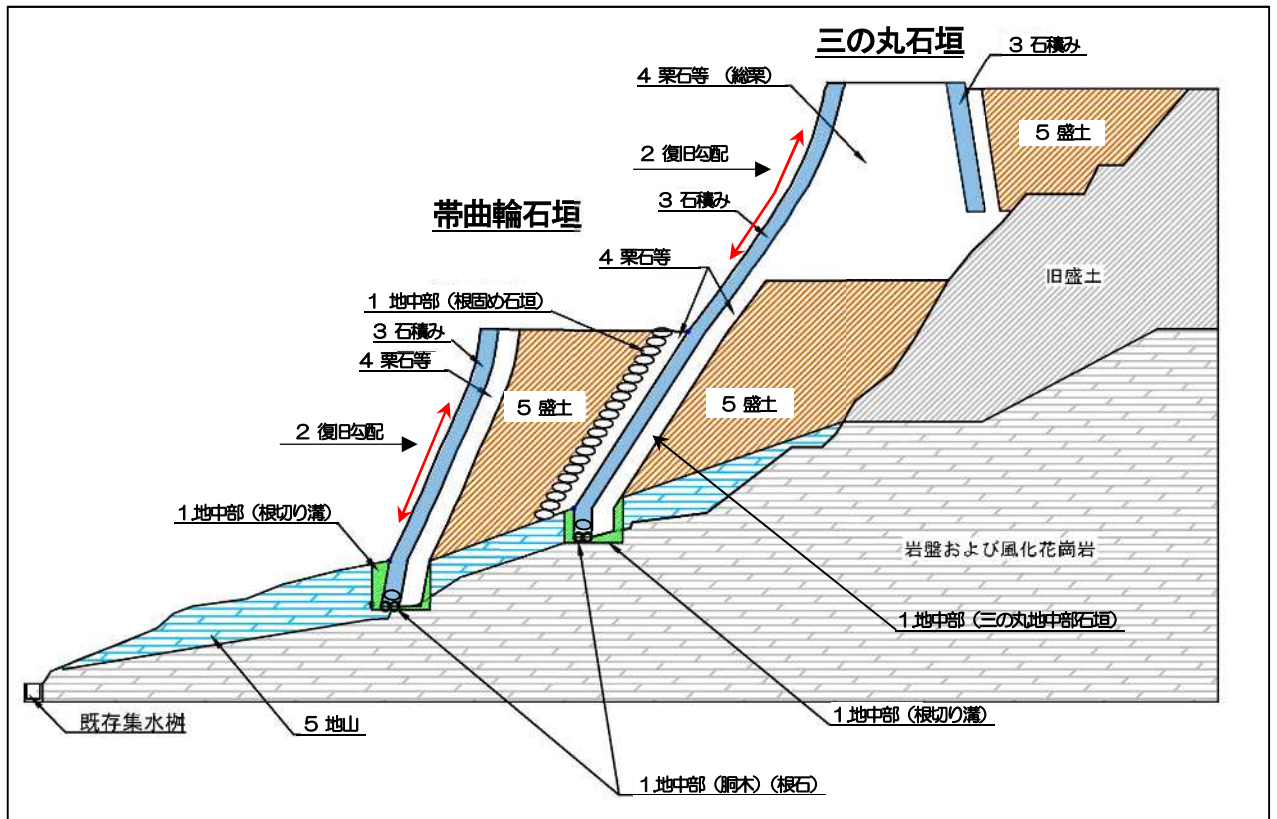 三の丸石垣
3 石積み
4 栗石等 (総栗)
5 盛土
2 復旧勾配
3 石積み
帯曲輪石垣
4 栗石等
旧盛土
1 地中部(根固め石垣)
3 石積み
4 栗石等
5 盛土
5 盛土
2 復旧勾配
1 地中部(根切り溝)
岩盤および風化花崗岩
1 地中部(三の丸地中部石垣)
既存集水桝
5 地山
1 地中部(根切り溝)
1 地中部(胴木)(根石)